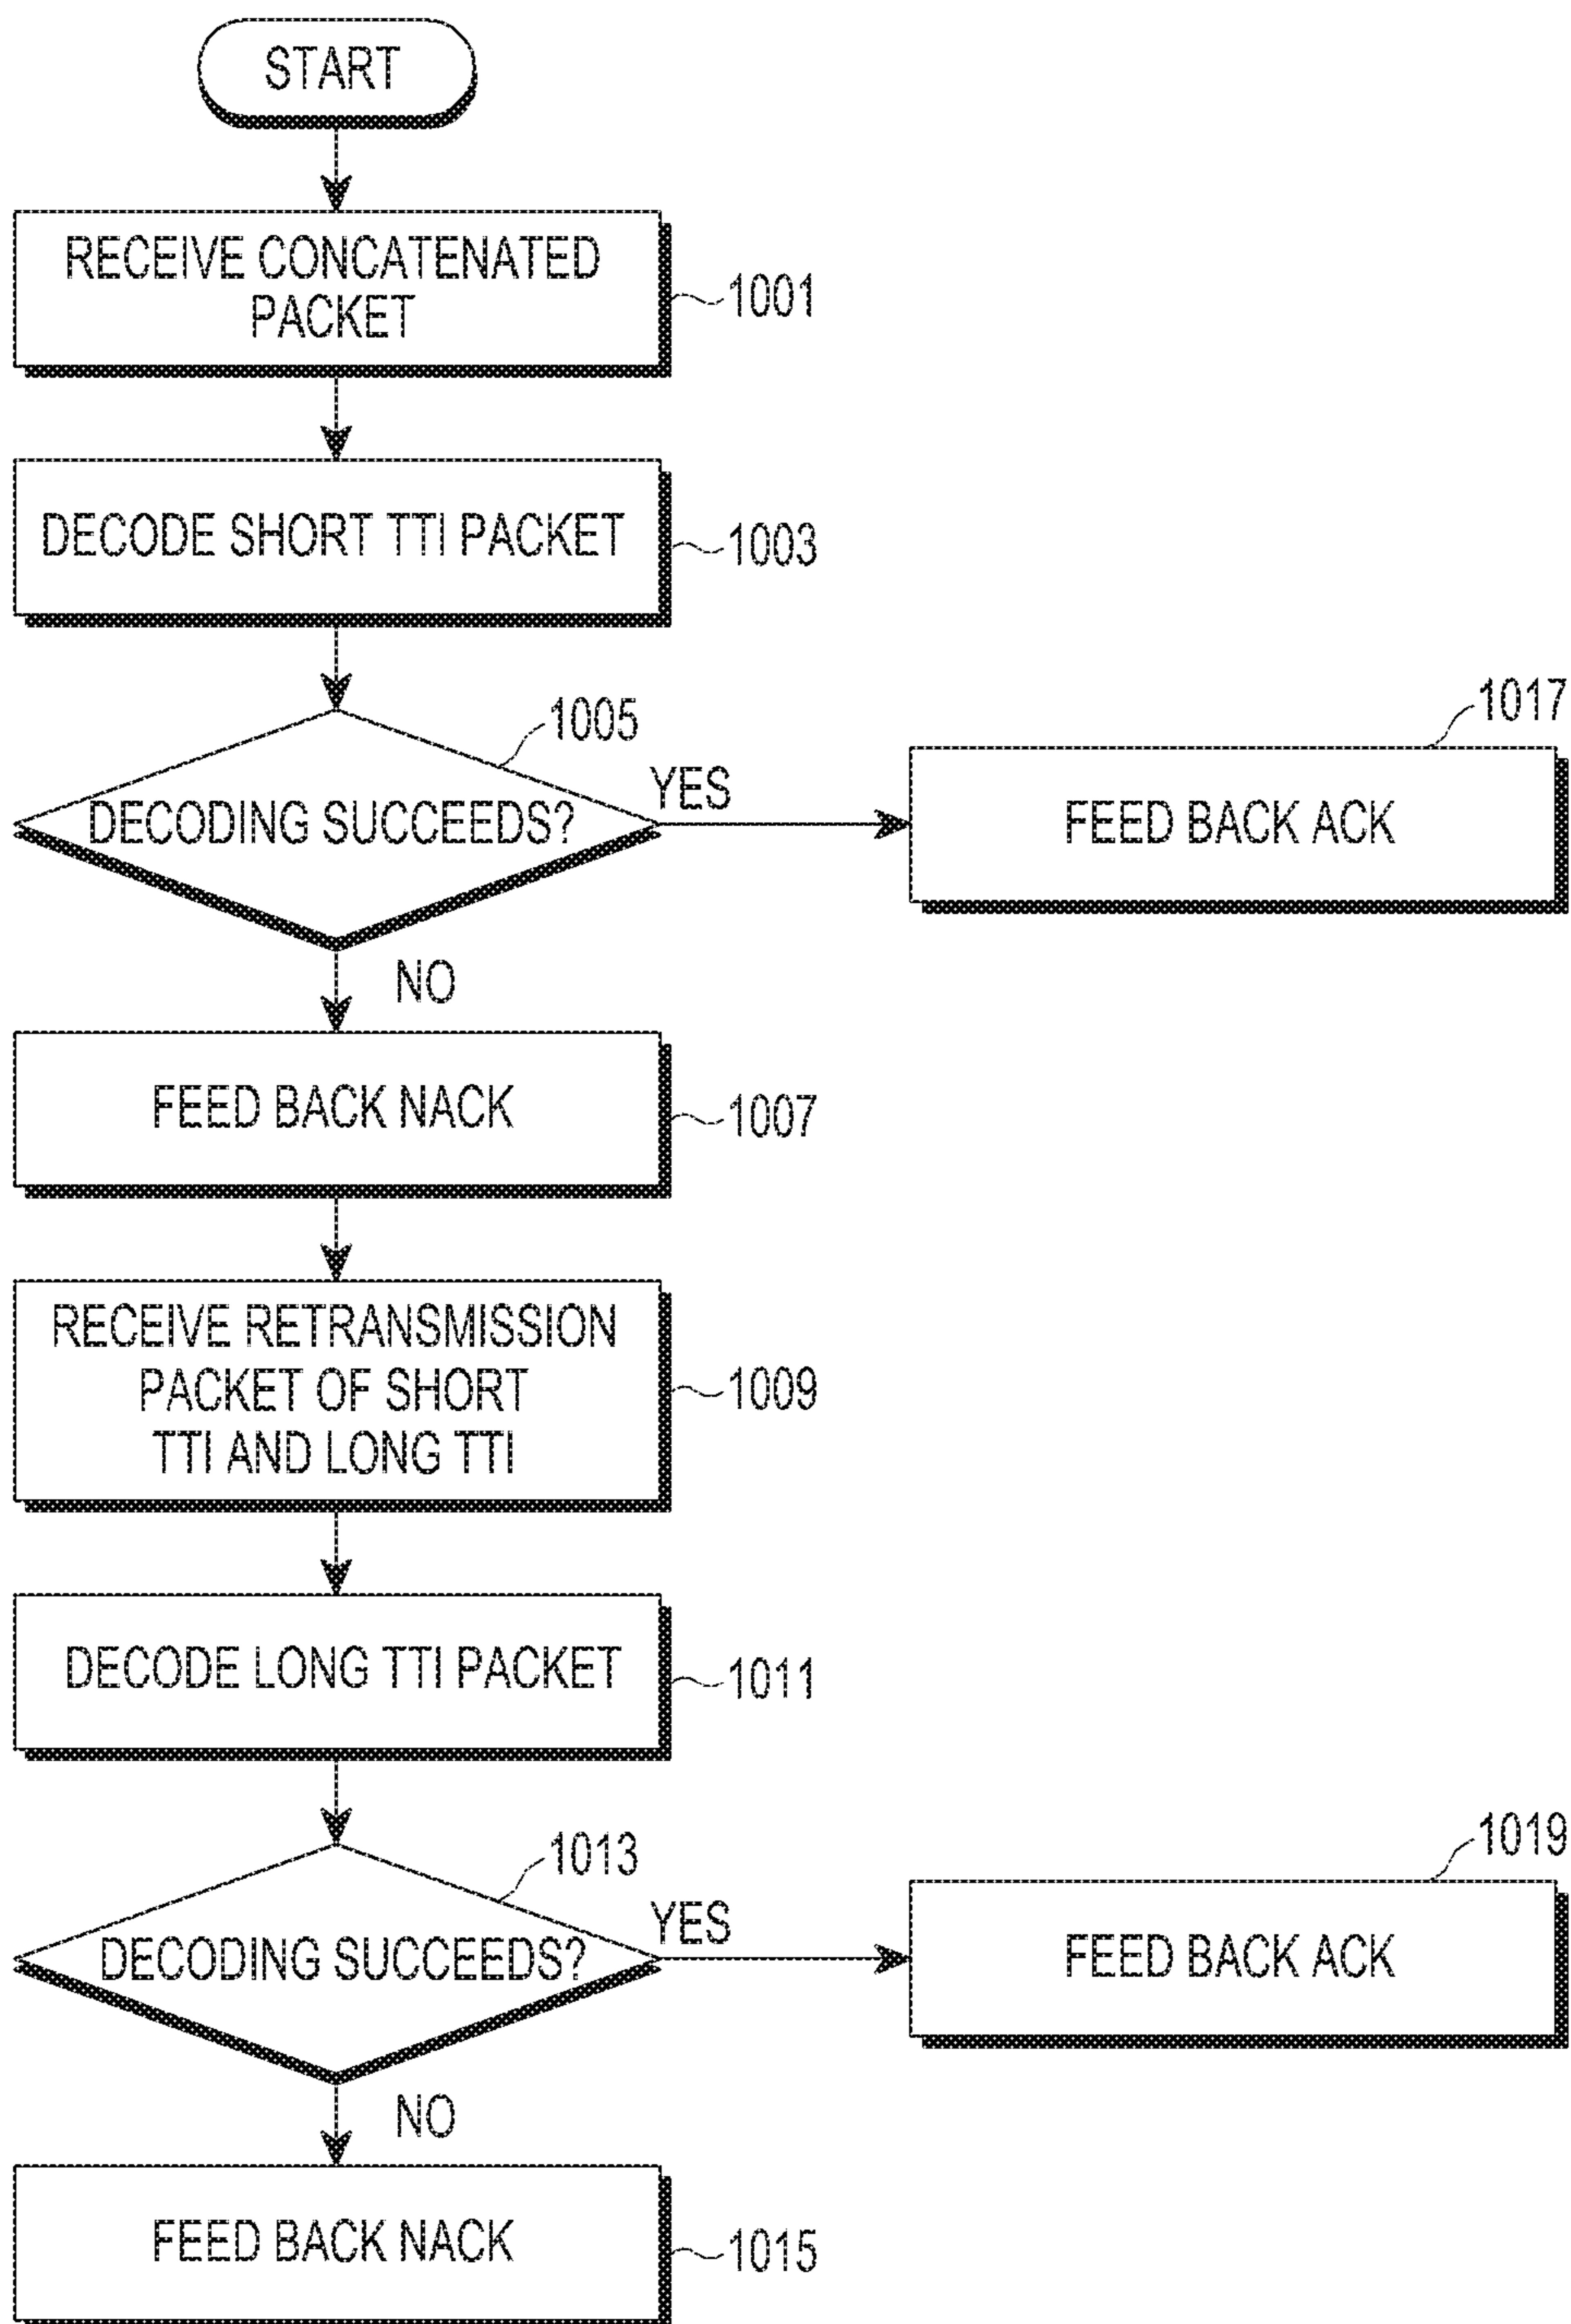 START
RECEIVE CONCATENATED
PACKET
1001
DECODE SHORT TTI PACKET
1003
1005
DECODING SUCCEEDS?
YES
1017
FEED BACK ACK
NO
FEED BACK NACK
1007
RECEIVE RETRANSMISSION
PACKET OF SHORT
TTI AND LONG TTI
1009
DECODE LONG TTI PACKET
1011
1013
DECODING SUCCEEDS?
YES
1019
FEED BACK ACK
NO
FEED BACK NACK
1015